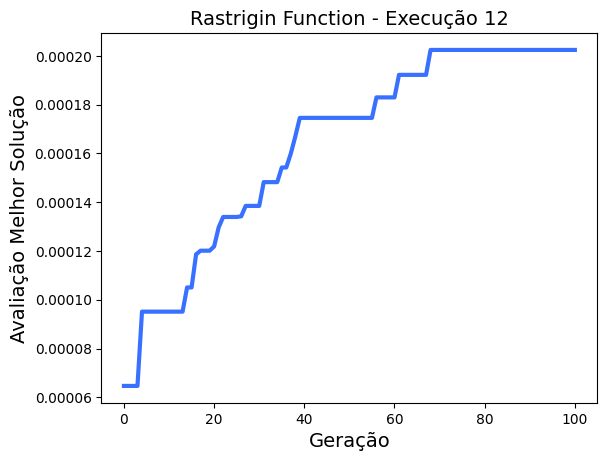 Rastrigin Function - Execução 12
Avaliação Melhor Solução
0.00020
0.00018
0.00016
0.00014
0.00012
0.00010
0.00008
0.00006
0 20 40 60 80 100
Geração